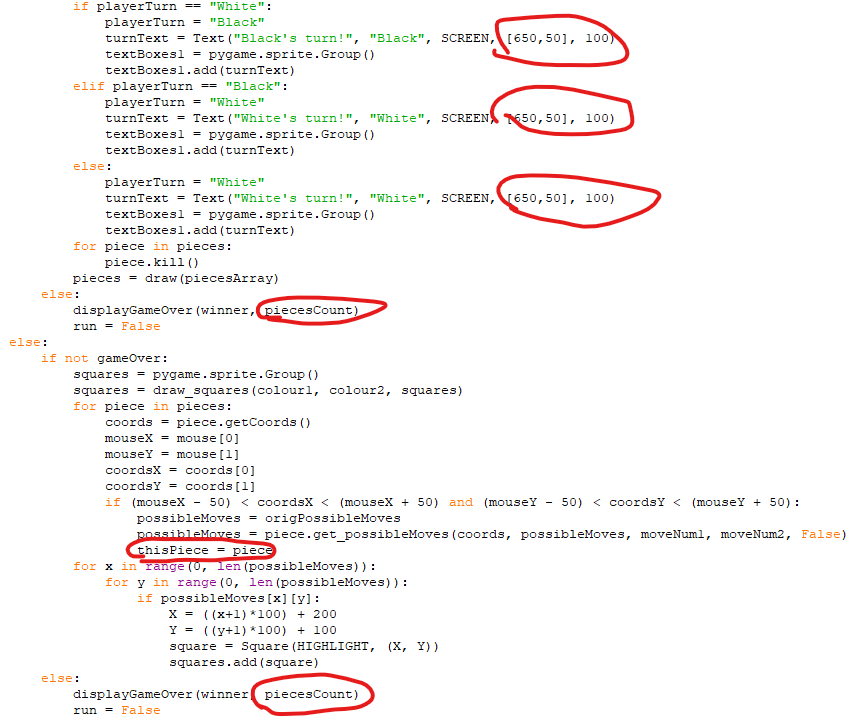 if playerTurn == "White":
playerTurn = "Black"
turnText = Text("Black's turn!", "Black", SCREEN, [650,50], 100)
textBoxes1 = pygame.sprite.Group()
textBoxes1.add(turnText)
elif playerTurn == "Black":
playerTurn = "White"
turnText = Text("White's turn!", "White", SCREEN, [650,50], 100)
textBoxes1 = pygame.sprite.Group()
textBoxes1.add(turnText)
else:
playerTurn = "White"
turnText = Text("White's turn!", "White", SCREEN, [650,50], 100)
textBoxes1 = pygame.sprite.Group()
textBoxes1.add(turnText)
for piece in pieces:
piece.kill()
pieces = draw(piecesArray)
else:
displayGameOver(winner, piecesCount)
run = False
else:
if not gameOver:
squares = pygame.sprite.Group()
squares = draw_squares(colour1, colour2, squares)
for piece in pieces:
coords = piece.getCoords()
mouseX = mouse[0]
mouseY = mouse[1]
coordsX = coords[0]
coordsY = coords[1]
if (mouseX - 50) < coordsX < (mouseX + 50) and (mouseY - 50) < coordsY < (mouseY + 50):
possibleMoves = origPossibleMoves
possibleMoves = piece.get_possibleMoves(coords, possibleMoves, moveNum1, moveNum2, False)
thisPiece = piece
for x in range(0, len(possibleMoves)):
for y in range(0, len(possibleMoves)):
if possibleMoves[x][y]:
X = ((x+1)*100) + 200
Y = ((y+1)*100) + 100
square = Square(HIGHLIGHT, (X, Y))
squares.add(square)
else:
displayGameOver(winner, piecesCount)
run = False